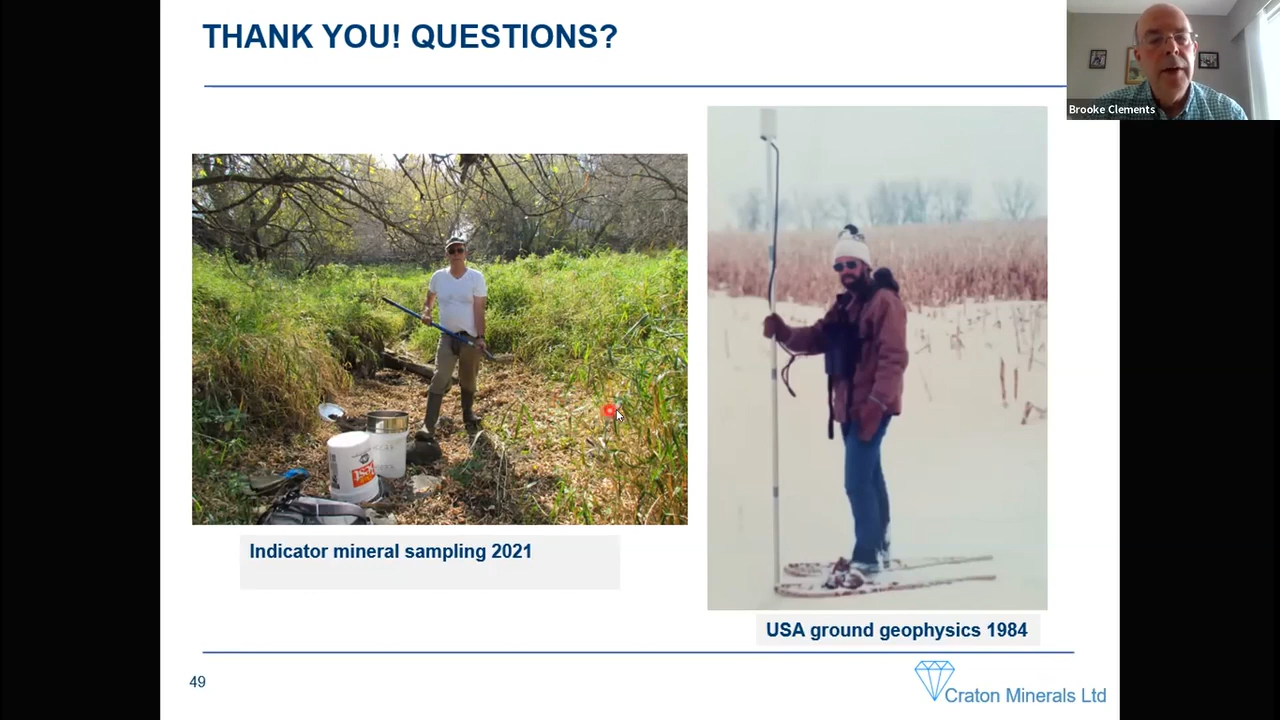 THANK YOU! QUESTIONS?
Brooke Clements
Indicator mineral sampling 2021
USA ground geophysics 1984
49
Craton Minerals Ltd